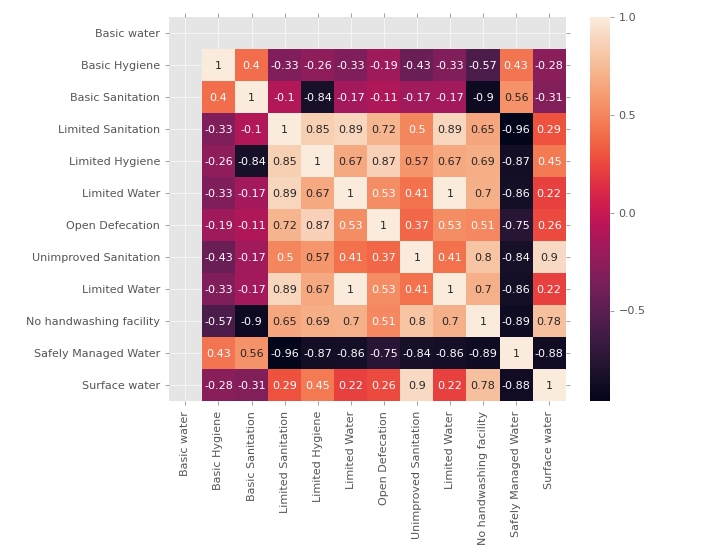 Basic water
Basic Hygiene 1 0.4 -0.33 -0.26 -0.33 -0.19 -0.43 -0.33 -0.57 0.43 -0.28
Basic Sanitation 0.4 1 -0.1 -0.84 -0.17 -0.11 -0.17 -0.17 -0.9 0.56 -0.31
Limited Sanitation -0.33 -0.1 1 0.85 0.89 0.72 0.5 0.89 0.65 -0.96 0.29
Limited Hygiene -0.26 -0.84 0.85 1 0.67 0.87 0.57 0.67 0.69 -0.87 0.45
Limited Water -0.33 -0.17 0.89 0.67 1 0.53 0.41 1 0.7 -0.86 0.22
Open Defecation -0.19 -0.11 0.72 0.87 0.53 1 0.37 0.53 0.51 -0.75 0.26
Unimproved Sanitation -0.43 -0.17 0.5 0.57 0.41 0.37 1 0.41 0.8 -0.84 0.9
Limited Water -0.33 -0.17 0.89 0.67 1 0.53 0.41 1 0.7 -0.86 0.22
No handwashing facility -0.57 -0.9 0.65 0.69 0.7 0.51 0.8 0.7 1 -0.89 0.78
Safely Managed Water 0.43 0.56 -0.96 -0.87 -0.86 -0.75 -0.84 -0.86 -0.89 1 -0.88
Surface water -0.28 -0.31 0.29 0.45 0.22 0.26 0.9 0.22 0.78 -0.88 1
Basic water
Basic Hygiene
Basic Sanitation
Limited Sanitation
Limited Hygiene
Limited Water
Open Defecation
Unimproved Sanitation
Limited Water
No handwashing facility
Safely Managed Water
Surface water
1.0
0.5
0.0
−0.5